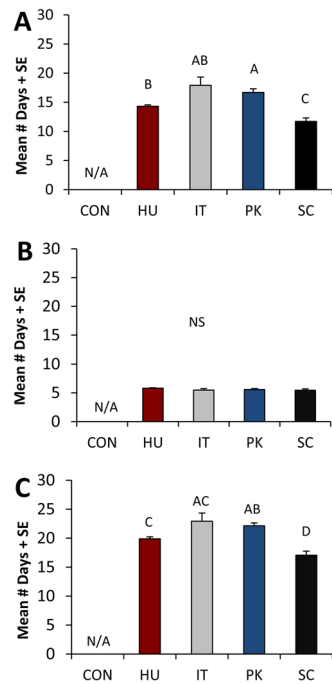 A
Mean # Days + SE
30
25
20
15
10
5
0
N/A
B
AB
A
C
CON HU IT PK SC
B
Mean # Days + SE
30
25
20
15
10
5
0
NS
N/A
CON HU IT PK SC
C
Mean # Days + SE
30
25
20
15
10
5
0
N/A
C
AC
AB
D
CON HU IT PK SC